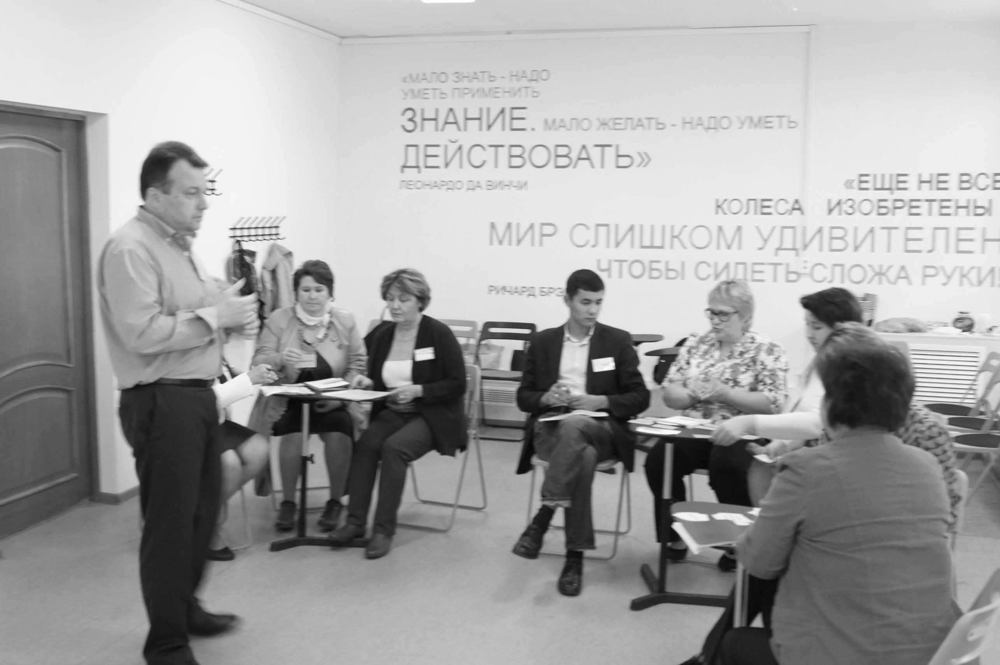 «МАЛО ЗНАТЬ - НАДО
УМЕТЬ ПРИМЕНИТЬ
ЗНАНИЕ. МАЛО ЖЕЛАТЬ - НАДО УМЕТЬ
ДЕЙСТВОВАТЬ»
ЛЕОНАРДО ДА ВИНЧИ
«ЕЩЕ НЕ ВСЕ
КОЛЕСА ИЗОБРЕТЕНЫ
МИР СЛИШКОМ УДИВИТЕЛЕН
ЧТОБЫ СИДЕТЬ СЛОЖА РУКИ!
РИЧАРД БРЭ